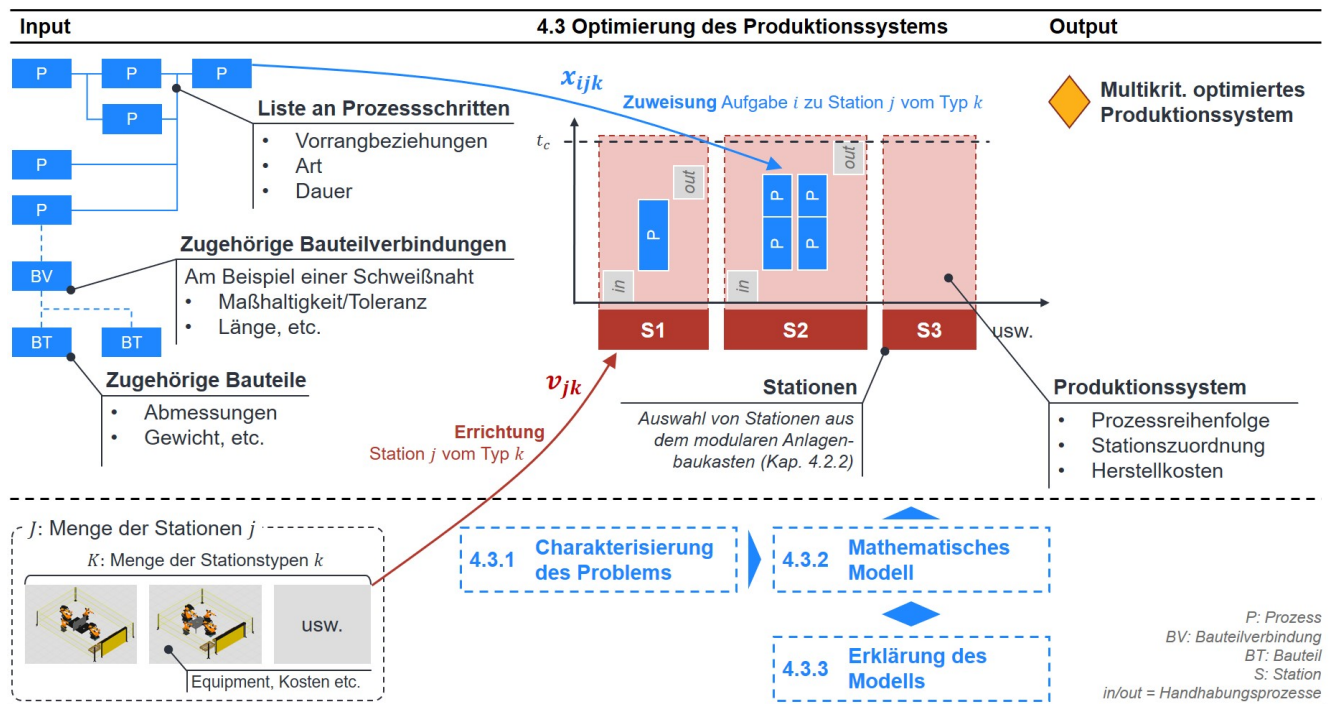 Input
4.3 Optimierung des Produktionssystems
Output
P
P
P
P
P
P
BV
BT
BT
Liste an Prozessschritten
• Vorrangbeziehungen
• Art
• Dauer
Zugehörige Bauteilverbindungen
Am Beispiel einer Schweißnaht
• Maßhaltigkeit/Toleranz
• Länge, etc.
Zugehörige Bauteile
• Abmessungen
• Gewicht, etc.
x_ijk
Zuweisung Aufgabe i zu Station j vom Typ k
t_c
in
P
out
in
P
P
P
P
out
S1
S2
S3
usw.
v_jk
Errichtung
Station j vom Typ k
Stationen
Auswahl von Stationen aus
dem modularen Anlagen-
baukasten (Kap. 4.2.2)
Multikrit. optimiertes
Produktionssystem
Produktionssystem
• Prozessreihenfolge
• Stationszuordnung
• Herstellkosten
J: Menge der Stationen j
K: Menge der Stationstypen k
usw.
Equipment, Kosten etc.
4.3.1 Charakterisierung
des Problems
4.3.2 Mathematisches
Modell
4.3.3 Erklärung des
Modells
P: Prozess
BV: Bauteilverbindung
BT: Bauteil
S: Station
in/out = Handhabungsprozesse